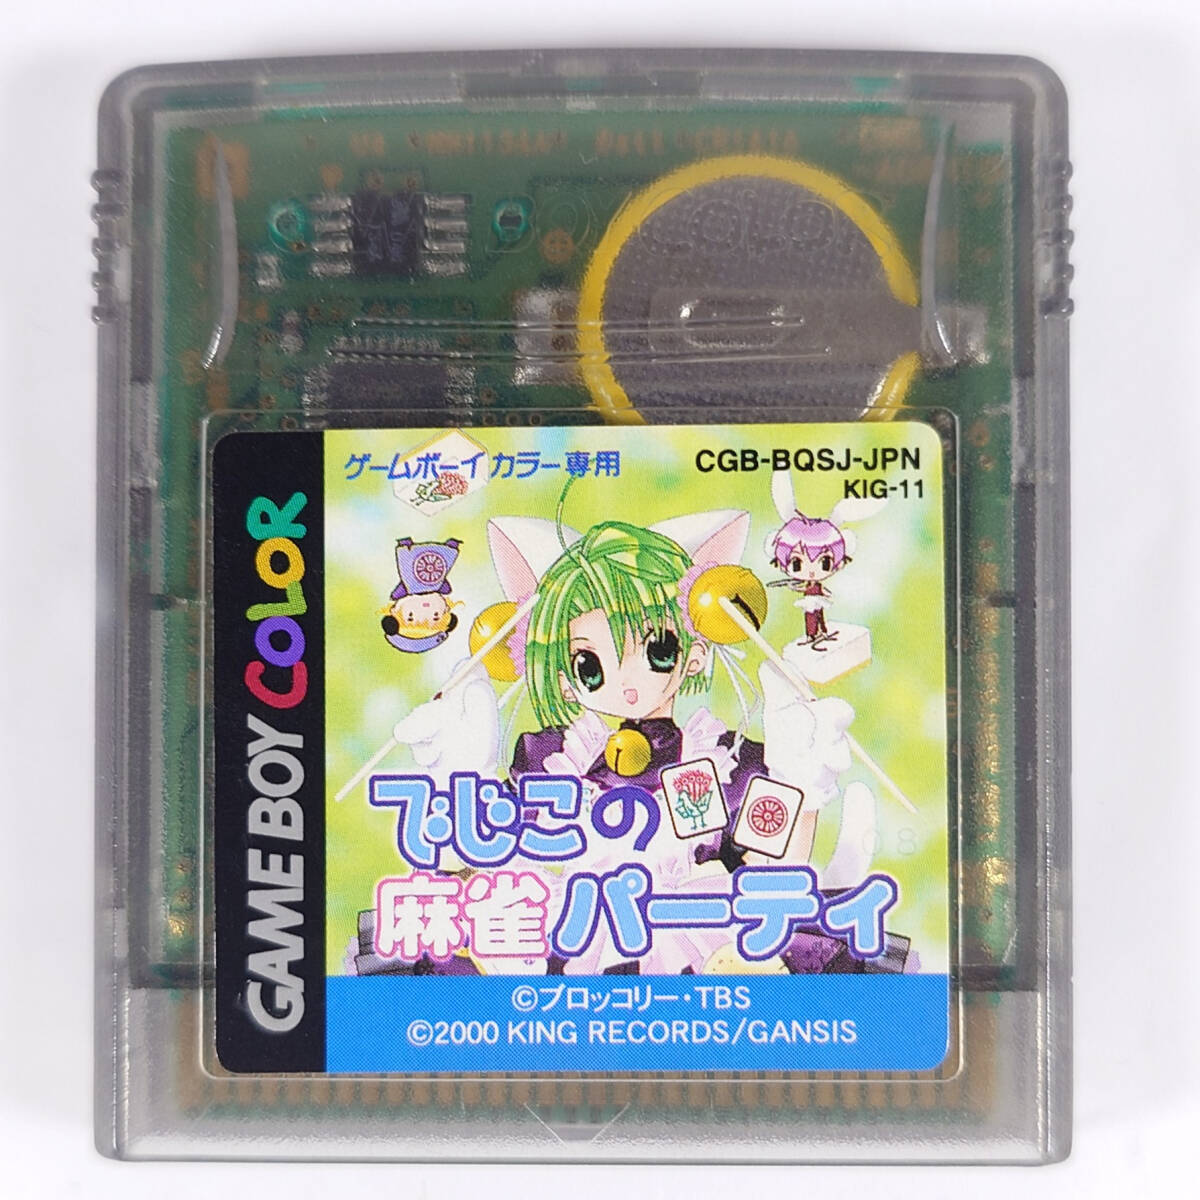 ゲームボーイ カラー専用
CGB-BQSJ-JPN
KIG-11
GAME BOY COLOR
でじこの
麻雀パーティ
08
©ブロッコリー・TBS
©2000 KING RECORDS/GANSIS